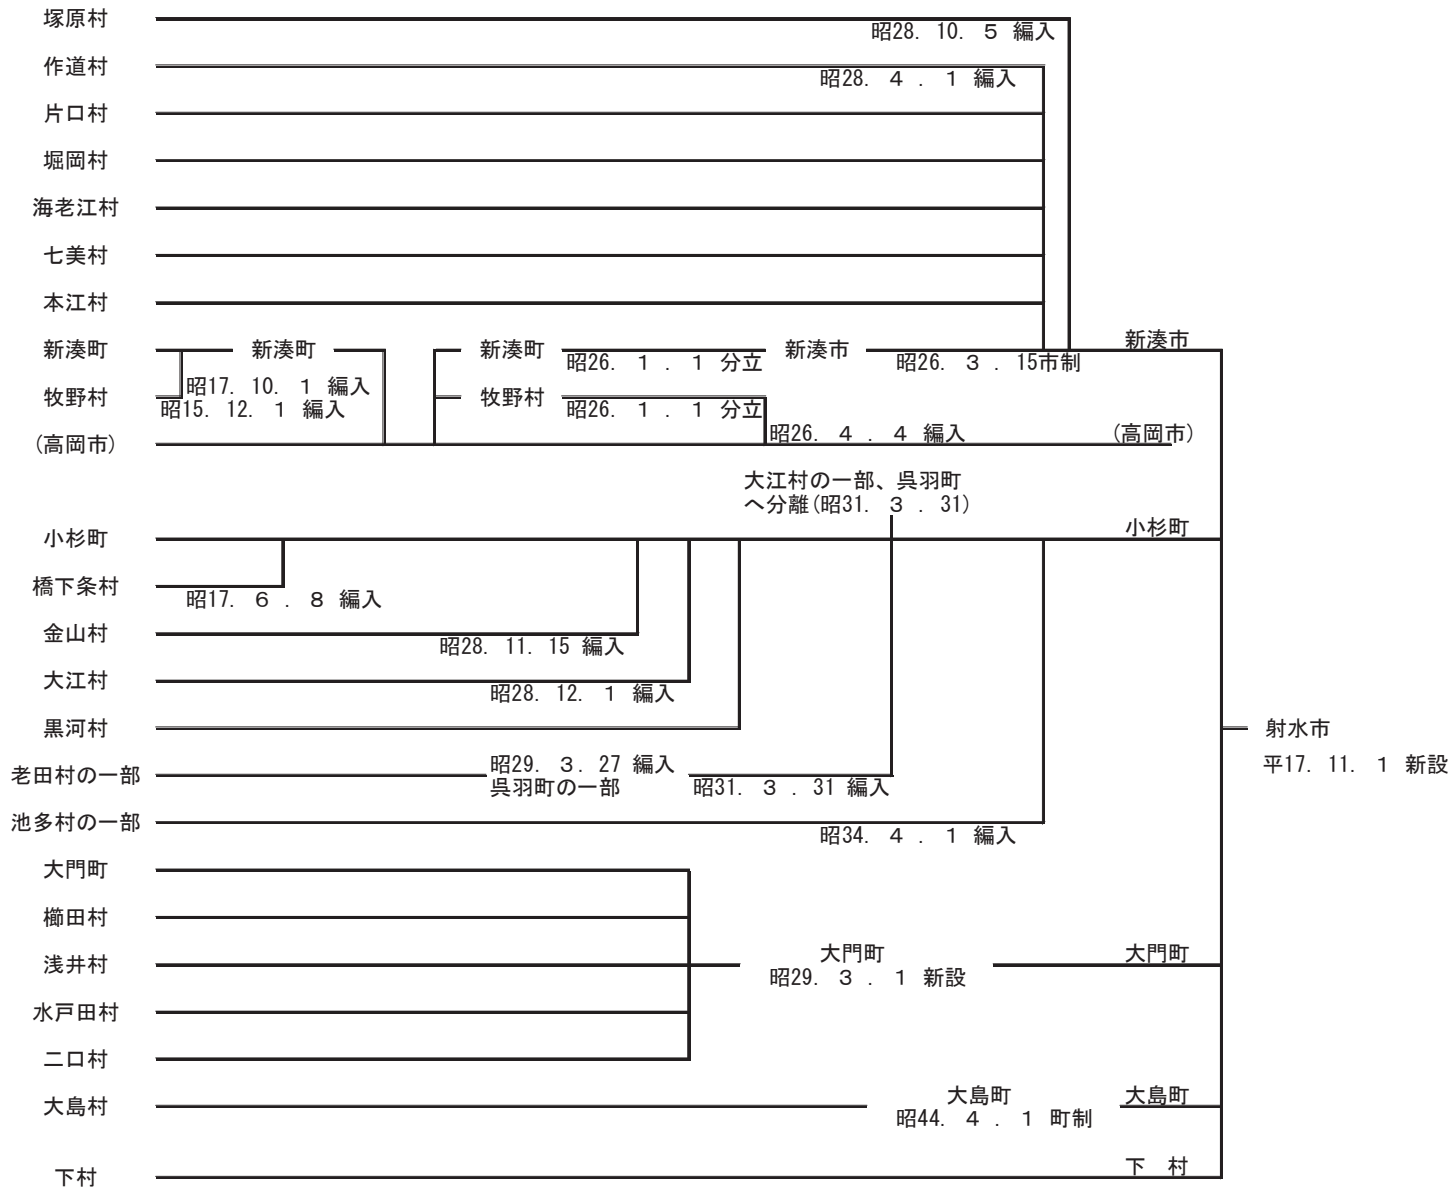 塚原村
昭28. 10. 5 編入
作道村
昭28. 4 . 1 編入
片口村
堀岡村
海老江村
七美村
本江村
新湊町 新湊町 新湊町 新湊市 新湊市
昭26. 1 . 1 分立 昭26. 3 . 15市制
昭17. 10. 1 編入
牧野村 牧野村
昭15. 12. 1 編入 昭26. 1 . 1 分立
(高岡市) 昭26. 4 . 4 編入 (高岡市)
大江村の一部、呉羽町
へ分離(昭31. 3 . 31)
小杉町 小杉町
橋下条村
昭17. 6 . 8 編入
金山村
昭28. 11. 15 編入
大江村
昭28. 12. 1 編入
黒河村 射水市
平17. 11. 1 新設
老田村の一部 昭29. 3. 27 編入
呉羽町の一部 昭31. 3 . 31 編入
池多村の一部
昭34. 4 . 1 編入
大門町
櫛田村
浅井村 大門町 大門町
昭29. 3 . 1 新設
水戸田村
二口村
大島村 大島町 大島町
昭44. 4 . 1 町制
下村 下 村